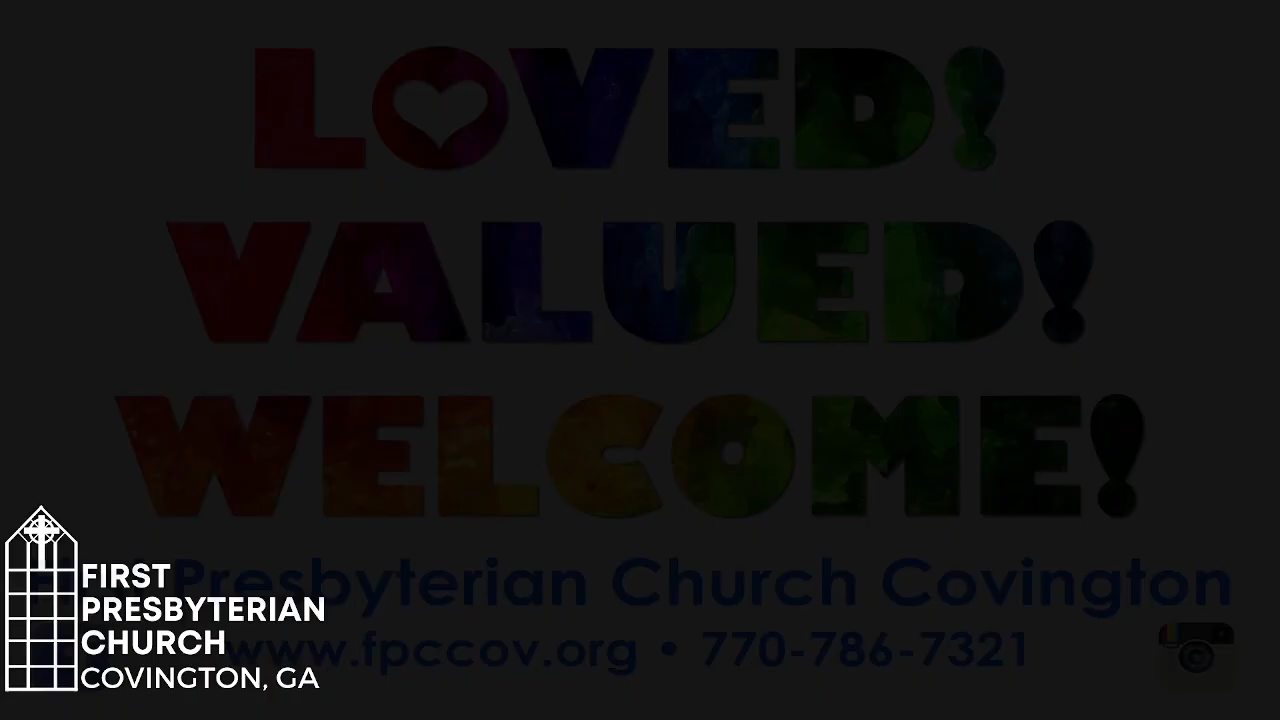 LOVED!
VALUED!
WELCOME!
Presbyterian Church Covington
www.fpccov.org • 770-786-7321
FIRST
PRESBYTERIAN
CHURCH
COVINGTON, GA